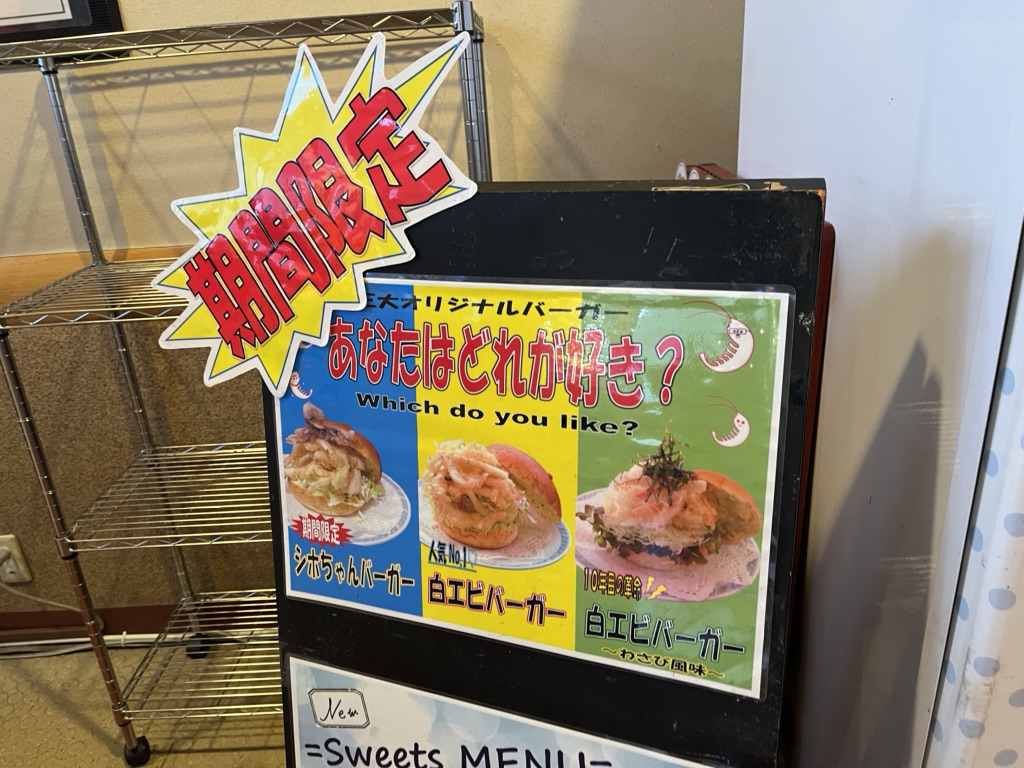 期間限定
三大オリジナルバーガー
あなたはどれが好き？
Which do you like?
期間限定
シホちゃんバーガー
人気No.1
白エビバーガー
10年目の革命
白エビバーガー
～わさび風味～
New
=Sweets MENU=